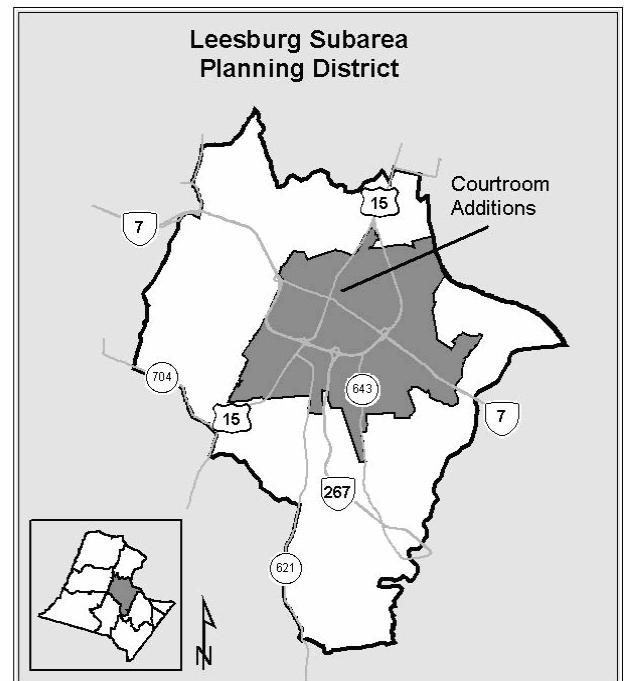 Leesburg Subarea
Planning District
Courtroom
Additions
15
7
704
643
15
7
267
621
N